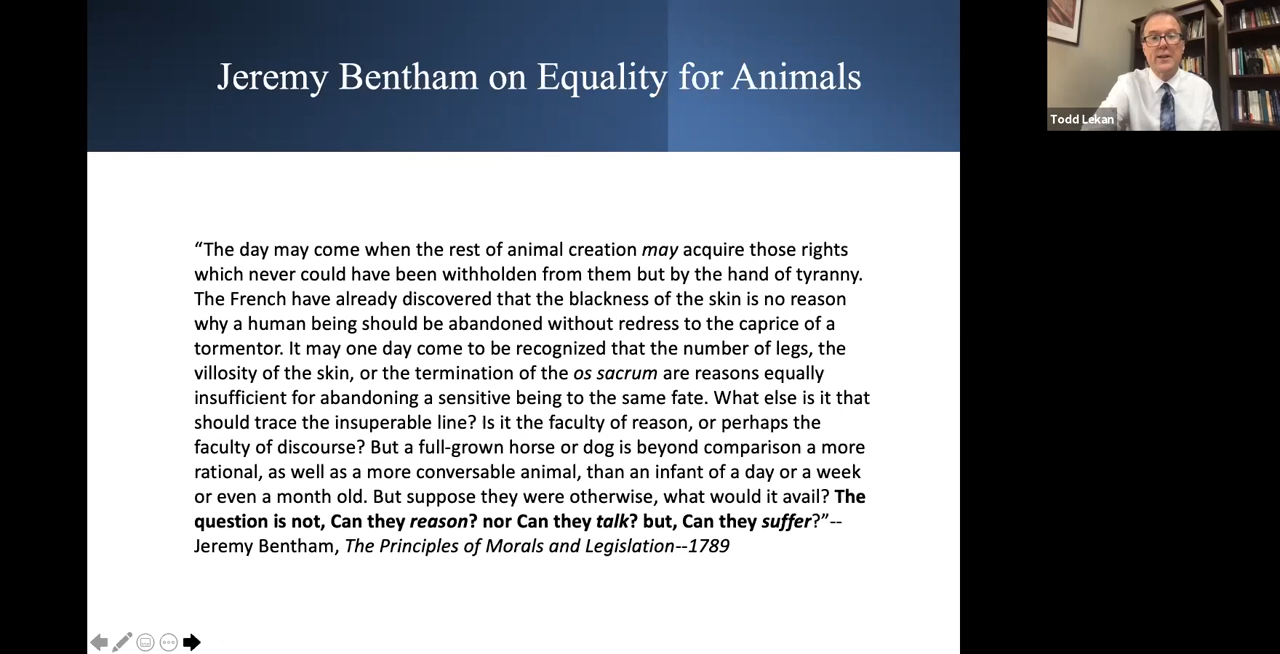 Jeremy Bentham on Equality for Animals
Todd Lekan
“The day may come when the rest of animal creation may acquire those rights
which never could have been withholden from them but by the hand of tyranny.
The French have already discovered that the blackness of the skin is no reason
why a human being should be abandoned without redress to the caprice of a
tormentor. It may one day come to be recognized that the number of legs, the
villosity of the skin, or the termination of the os sacrum are reasons equally
insufficient for abandoning a sensitive being to the same fate. What else is it that
should trace the insuperable line? Is it the faculty of reason, or perhaps the
faculty of discourse? But a full-grown horse or dog is beyond comparison a more
rational, as well as a more conversable animal, than an infant of a day or a week
or even a month old. But suppose they were otherwise, what would it avail? The
question is not, Can they reason? nor Can they talk? but, Can they suffer?”--
Jeremy Bentham, The Principles of Morals and Legislation--1789